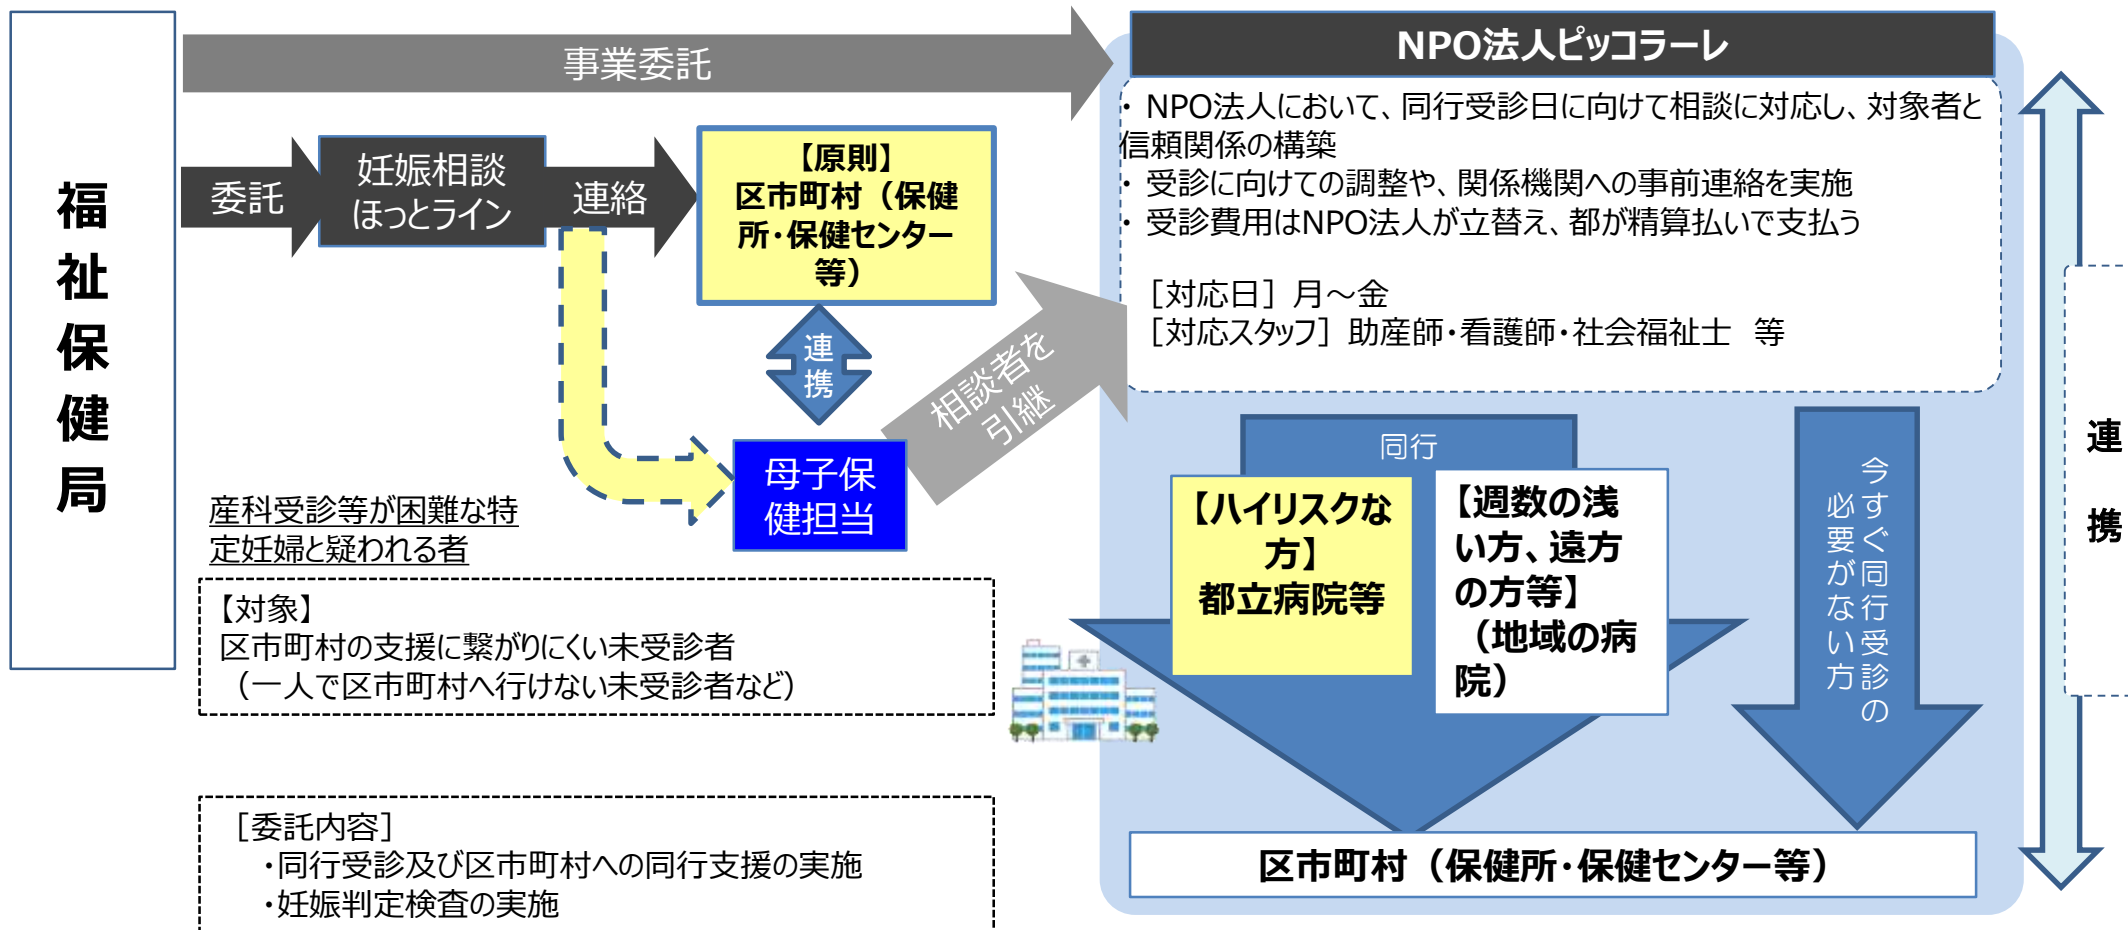 福祉保健局
事業委託
委託
妊娠相談
ほっとライン
連絡
【原則】
区市町村（保健
所・保健センター
等）
連携
母子保
健担当
相談者を
引継
産科受診等が困難な特
定妊婦と疑われる者
【対象】
区市町村の支援に繋がりにくい未受診者
（一人で区市町村へ行けない未受診者など）
［委託内容］
・同行受診及び区市町村への同行支援の実施
・妊娠判定検査の実施
NPO法人ピッコラーレ
・ NPO法人において、同行受診日に向けて相談に対応し、対象者と
信頼関係の構築
・ 受診に向けての調整や、関係機関への事前連絡を実施
・ 受診費用はNPO法人が立替え、都が精算払いで支払う
［対応日］月～金
［対応スタッフ］助産師・看護師・社会福祉士　等
同行
【ハイリスクな
方】
都立病院等
【週数の浅
い方、遠方
の方等】
（地域の病
院）
今すぐ同行受診の
必要がない方
区市町村（保健所・保健センター等）
連携